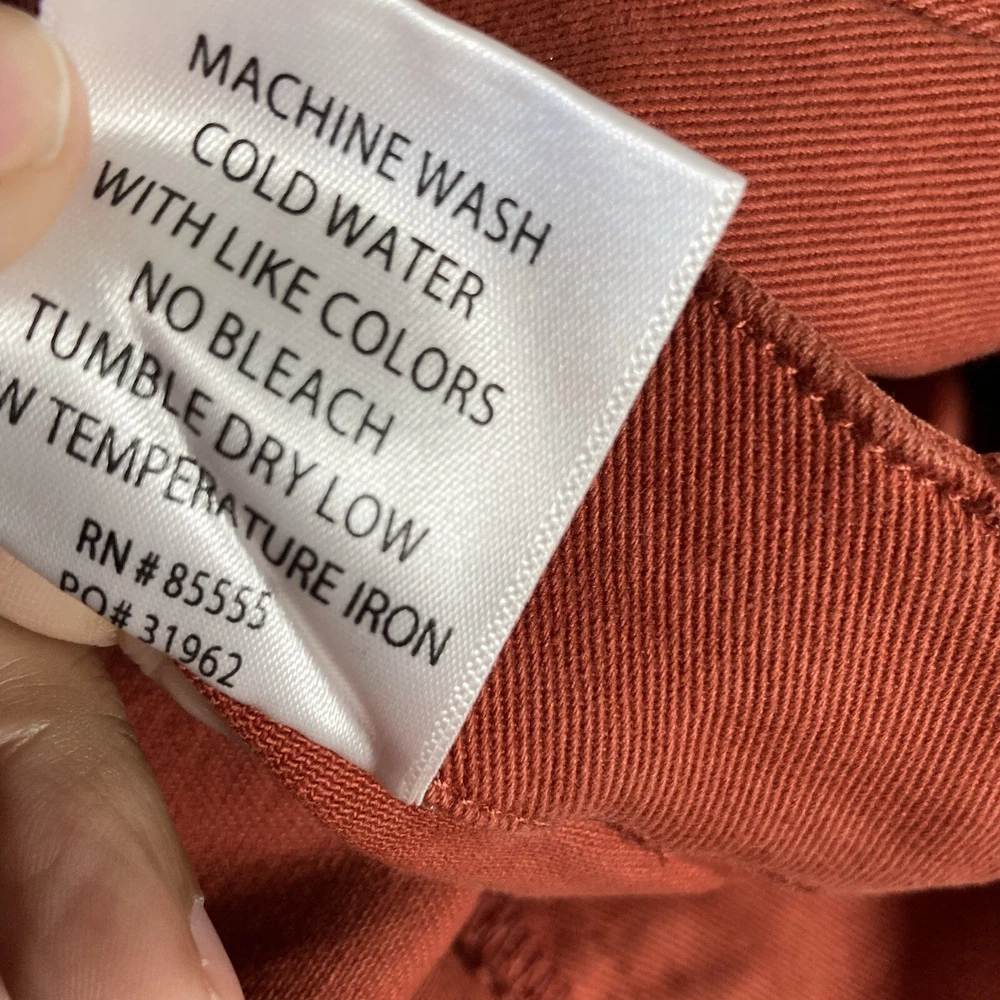 MACHINE WASH
COLD WATER
WITH LIKE COLORS
NO BLEACH
TUMBLE DRY LOW
TEMPERATURE IRON
RN # 85555
PO# 31962